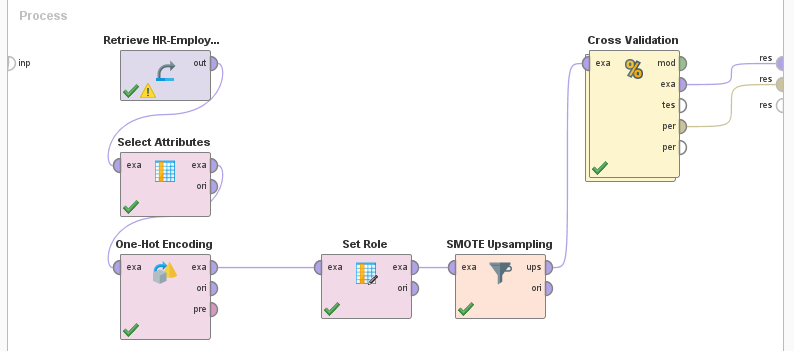 Process
inp
Retrieve HR-Employ...
out
Select Attributes
exa exa
ori
One-Hot Encoding
exa exa
ori
pre
Set Role
exa exa
ori
SMOTE Upsampling
exa ups
ori
Cross Validation
exa mod
exa
tes
per
per
res
res
res